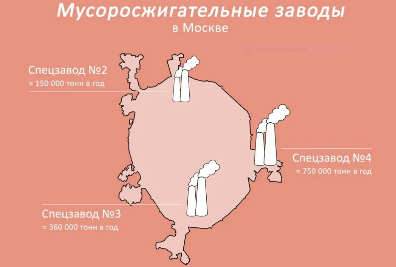 Мусоросжигательные заводы
в Москве
Спецзавод №2
≈ 150 000 тонн в год
Спецзавод №4
≈ 750 000 тонн в год
Спецзавод №3
≈ 360 000 тонн в год